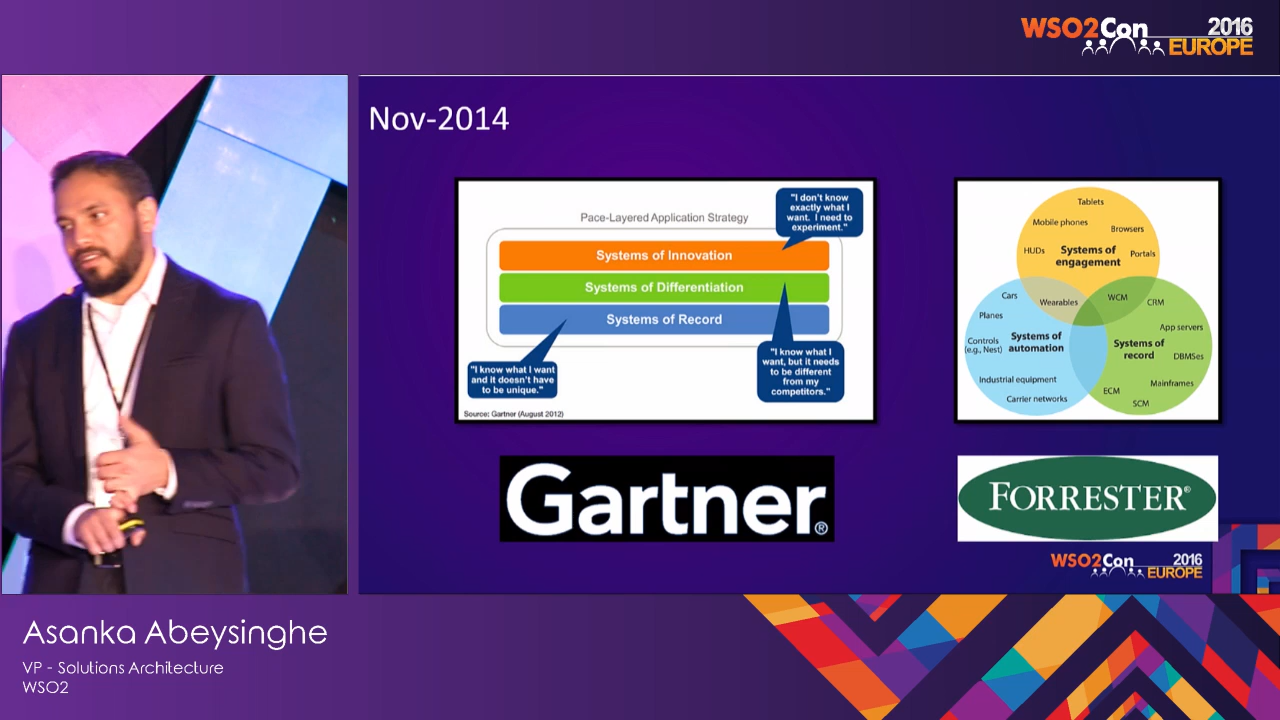 WSO2Con 2016
EUROPE
Nov-2014
Pace-Layered Application Strategy
"I don't know
exactly what I
want. I need to
experiment."
Systems of Innovation
Systems of Differentiation
Systems of Record
"I know what I want
and it doesn't have
to be unique."
"I know what I
want, but it needs
to be different
from my
competitors."
Source: Gartner (August 2012)
Tablets
Mobile phones
Browsers
HUDs
Systems of
engagement
Portals
Cars
Wearables
WCM
CRM
Planes
App servers
Controls
(e.g., Nest)
Systems of
automation
Systems of
record
DBMSes
Industrial equipment
Mainframes
ECM
Carrier networks
SCM
Gartner®
FORRESTER®
WSO2Con 2016
EUROPE
Asanka Abeysinghe
VP - Solutions Architecture
WSO2